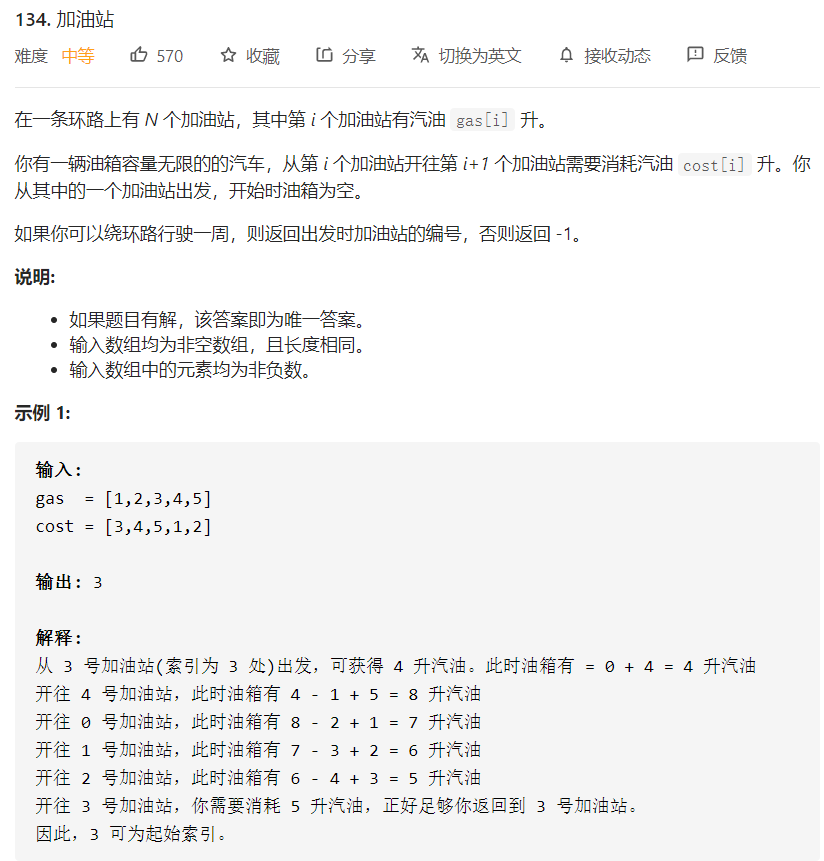 134. 加油站
难度 中等 570 收藏 分享 切换为英文 接收动态 反馈
在一条环路上有 N 个加油站，其中第 i 个加油站有汽油 gas[i] 升。
你有一辆油箱容量无限的的汽车，从第 i 个加油站开往第 i+1 个加油站需要消耗汽油 cost[i] 升。你
从其中的一个加油站出发，开始时油箱为空。
如果你可以绕环路行驶一周，则返回出发时加油站的编号，否则返回 -1。
说明:
• 如果题目有解，该答案即为唯一答案。
• 输入数组均为非空数组，且长度相同。
• 输入数组中的元素均为非负数。
示例 1:
输入:
gas  = [1,2,3,4,5]
cost = [3,4,5,1,2]
输出: 3
解释:
从 3 号加油站(索引为 3 处)出发，可获得 4 升汽油。此时油箱有 = 0 + 4 = 4 升汽油
开往 4 号加油站，此时油箱有 4 - 1 + 5 = 8 升汽油
开往 0 号加油站，此时油箱有 8 - 2 + 1 = 7 升汽油
开往 1 号加油站，此时油箱有 7 - 3 + 2 = 6 升汽油
开往 2 号加油站，此时油箱有 6 - 4 + 3 = 5 升汽油
开往 3 号加油站，你需要消耗 5 升汽油，正好足够你返回到 3 号加油站。
因此，3 可为起始索引。